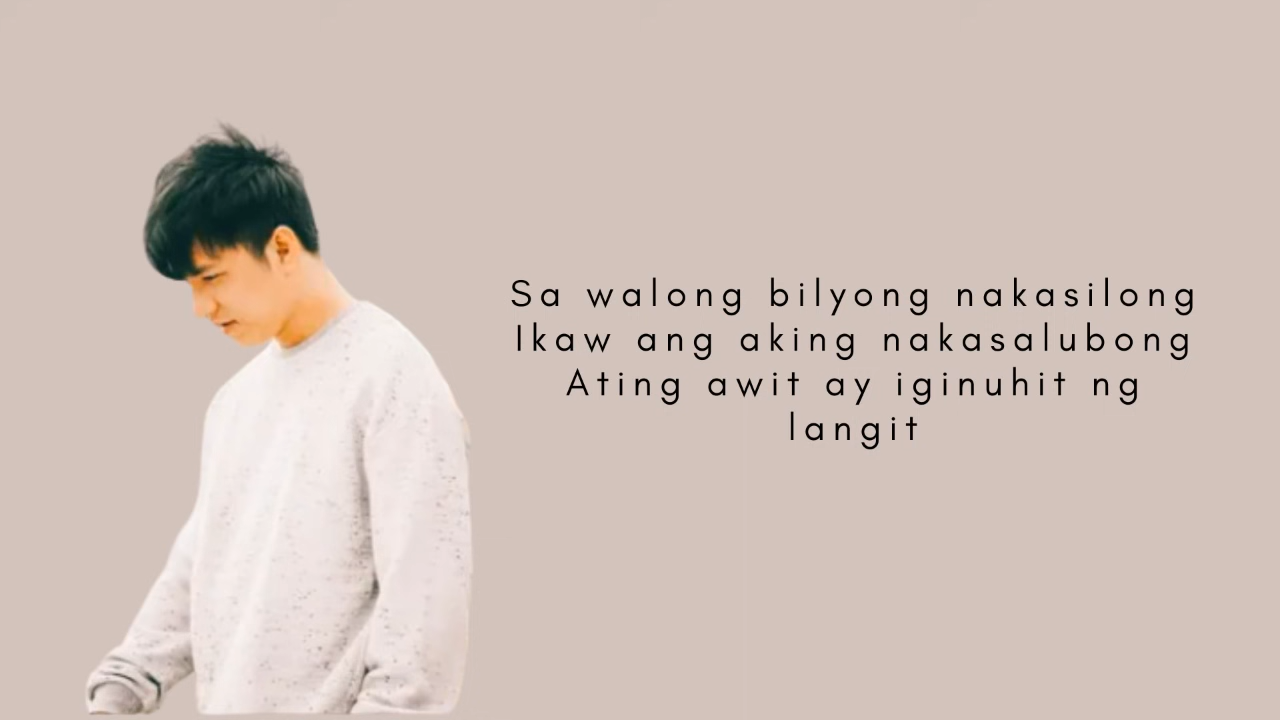 Sa walong bilyong nakasilong
Ikaw ang aking nakasalubong
Ating awit ay iginuhit ng
langit